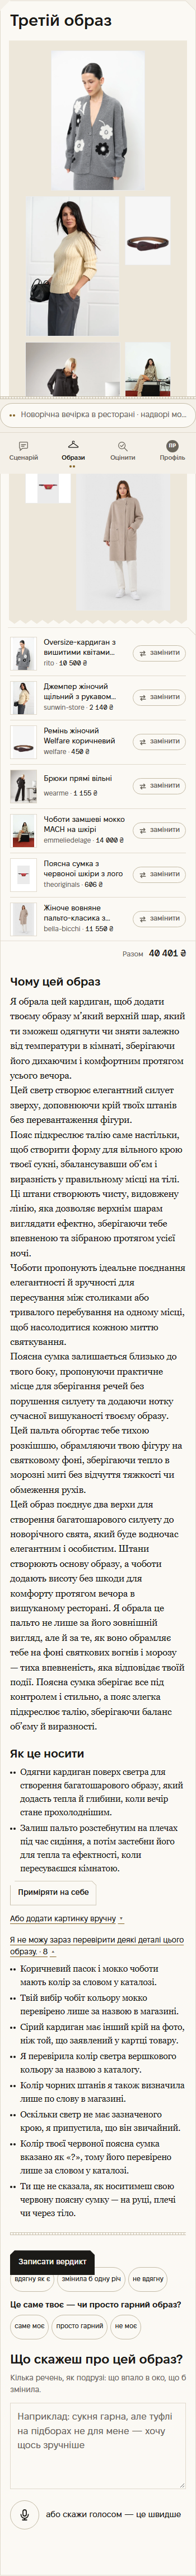 Третій образ
Новорічна вечірка в ресторані · надворі мо...
Сценарій
Образи
Оцінити
ПР
Профіль
Oversize-кардиган з
вишитими квітами...
rito · 10 500 ₴
замінити
Джемпер жіночий
щільний з рукавом...
sunwin-store · 2 140 ₴
замінити
Ремінь жіночий
Welfare коричневий
welfare · 450 ₴
замінити
Брюки прямі вільні
wearme · 1 155 ₴
замінити
Чоботи замшеві мокко
MACH на шкірі
emmeliedelage · 14 000 ₴
замінити
Поясна сумка з
червоної шкіри з лого
theoriginals · 606 ₴
замінити
Жіноче вовняне
пальто-класика з...
bella-bicchi · 11 550 ₴
замінити
Разом 40 401 ₴
Чому цей образ
Я обрала цей кардиган, щоб додати
твоєму образу м’який верхній шар, який
ти зможеш одягнути чи зняти залежно
від температури в кімнаті, зберігаючи
його дихаючим і комфортним протягом
усього вечора.
Цей светр створює елегантний силует
зверху, доповнюючи крій твоїх штанів
без перевантаження фігури.
Пояс підкреслює талію саме настільки,
щоб створити форму для вільного крою
твоєї сукні, збалансувавши об’єм і
виразність у правильному місці на тілі.
Ці штани створюють чисту, видовжену
лінію, яка дозволяє верхнім шарам
виглядати ефектно, зберігаючи тебе
впевненою та зібраною протягом усієї
ночі.
Чоботи пропонують ідеальне поєднання
елегантності й зручності для
пересування між столиками або
тривалого перебування на одному місці,
щоб насолодитися кожною миттю
святкування.
Поясна сумка залишається близько до
твого боку, пропонуючи практичне
місце для зберігання речей без
порушення силуету та додаючи нотку
сучасної вишуканості твоєму образу.
Цей пальта обгортає тебе тихою
розкішшю, обрамляючи твою фігуру на
святковому фоні, зберігаючи тепло в
морозні миті без відчуття тяжкості чи
обмеження рухів.
Цей образ поєднує два верхи для
створення багатошарового силуету до
новорічного свята, який буде водночас
елегантним і особистим. Штани
створюють основу образу, а чоботи
додають висоту без шкоди для
комфорту протягом вечора в
вишуканому ресторані. Я обрала це
пальто не лише за його зовнішній
вигляд, але й за те, як воно обрамляє
тебе на фоні святкових вогнів і морозу
— тиха впевненість, яка відповідає твоїй
події. Поясна сумка зберігає все під
контролем і стильно, а пояс злегка
підкреслює талію, зберігаючи баланс
об’єму й виразності.
Як це носити
Одягни кардиган поверх светра для
створення багатошарового образу, який
додасть тепла й глибини, коли вечір
стане прохолоднішим.
Залиш пальто розстебнутим на плечах
під час сидіння, а потім застебни його
для тепла та ефектності, коли
пересуваєшся кімнатою.
Приміряти на себе
Або додати картинку вручну
Я не можу зараз перевірити деякі деталі цього
образу. · 8
Коричневий пасок і мокко чоботи
мають колір за словом у каталозі.
Твій вибір чобіт кольору мокко
перевірено лише за назвою в магазині.
Сірий кардиган має інший крій на фото,
ніж той, що заявлений у картці товару.
Я перевірила колір светра вершкового
кольору за назвою з каталогу.
Колір чорних штанів я також визначила
лише по слову в магазині.
Оскільки светр не має зазначеного
крою, я припустила, що він звичайний.
Колір твоєї червоної поясна сумка
вказано як «?», тому його перевірено
лише за словом у каталозі.
Ти ще не сказала, як носитимеш свою
червону поясну сумку — на руці, плечі
чи через тіло.
Записати вердикт
вдягну як є
змінила б одну річ
не вдягну
Це саме твоє — чи просто гарний образ?
саме моє
просто гарний
не моє
Що скажеш про цей образ?
Кілька речень, як подрузі: що впало в око, що б
змінила.
Наприклад: сукня гарна, але туфлі
на підборах не для мене — хочу
щось зручніше
або скажи голосом — це швидше